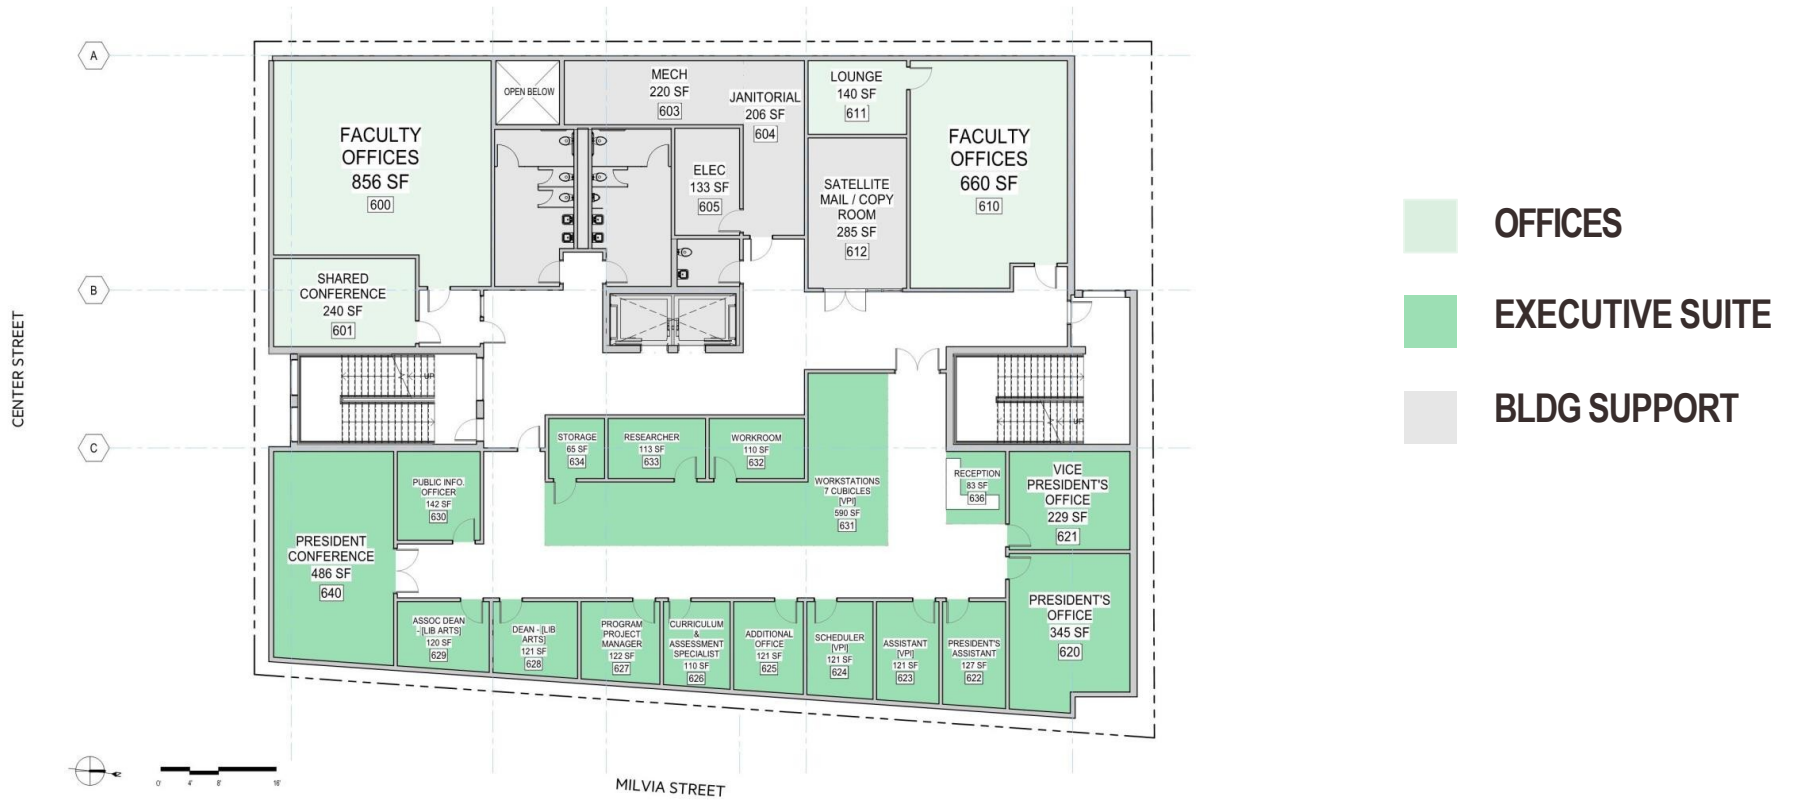 A
B
C
CENTER STREET
FACULTY
OFFICES
856 SF
600
OPEN BELOW
MECH
220 SF
603
JANITORIAL
206 SF
604
LOUNGE
140 SF
611
FACULTY
OFFICES
660 SF
610
ELEC
133 SF
605
SATELLITE
MAIL / COPY
ROOM
285 SF
612
SHARED
CONFERENCE
240 SF
601
UP
UP
STORAGE
65 SF
634
RESEARCHER
113 SF
633
WORKROOM
110 SF
632
WORKSTATIONS
7 CUBICLES
[VPI]
590 SF
631
RECEPTION
83 SF
636
VICE
PRESIDENT'S
OFFICE
229 SF
621
PUBLIC INFO.
OFFICER
142 SF
630
PRESIDENT
CONFERENCE
486 SF
640
ASSOC DEAN
- [LIB ARTS]
120 SF
629
DEAN - [LIB
ARTS]
121 SF
628
PROGRAM
PROJECT
MANAGER
122 SF
627
CURRICULUM
&
ASSESSMENT
SPECIALIST
110 SF
626
ADDITIONAL
OFFICE
121 SF
625
SCHEDULER
[VPI]
121 SF
624
ASSISTANT
[VPI]
121 SF
623
PRESIDENT'S
ASSISTANT
127 SF
622
PRESIDENT'S
OFFICE
345 SF
620
N
0' 4' 8' 16'
MILVIA STREET
OFFICES
EXECUTIVE SUITE
BLDG SUPPORT